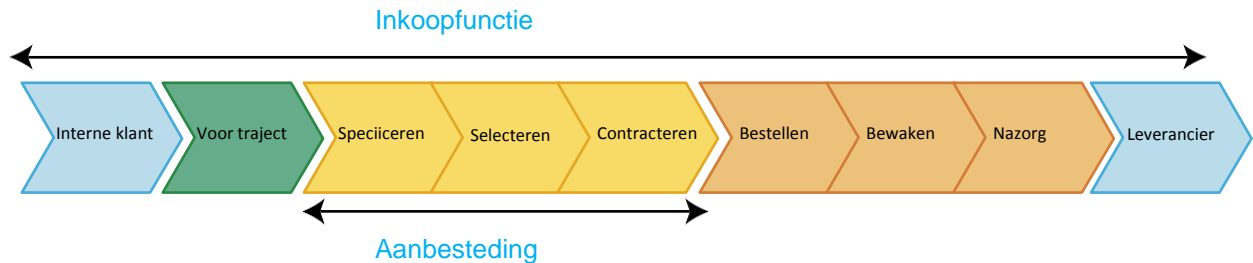 Inkoopfunctie
Interne klant
Voor traject
Speciiceren
Selecteren
Contracteren
Bestellen
Bewaken
Nazorg
Leverancier
Aanbesteding